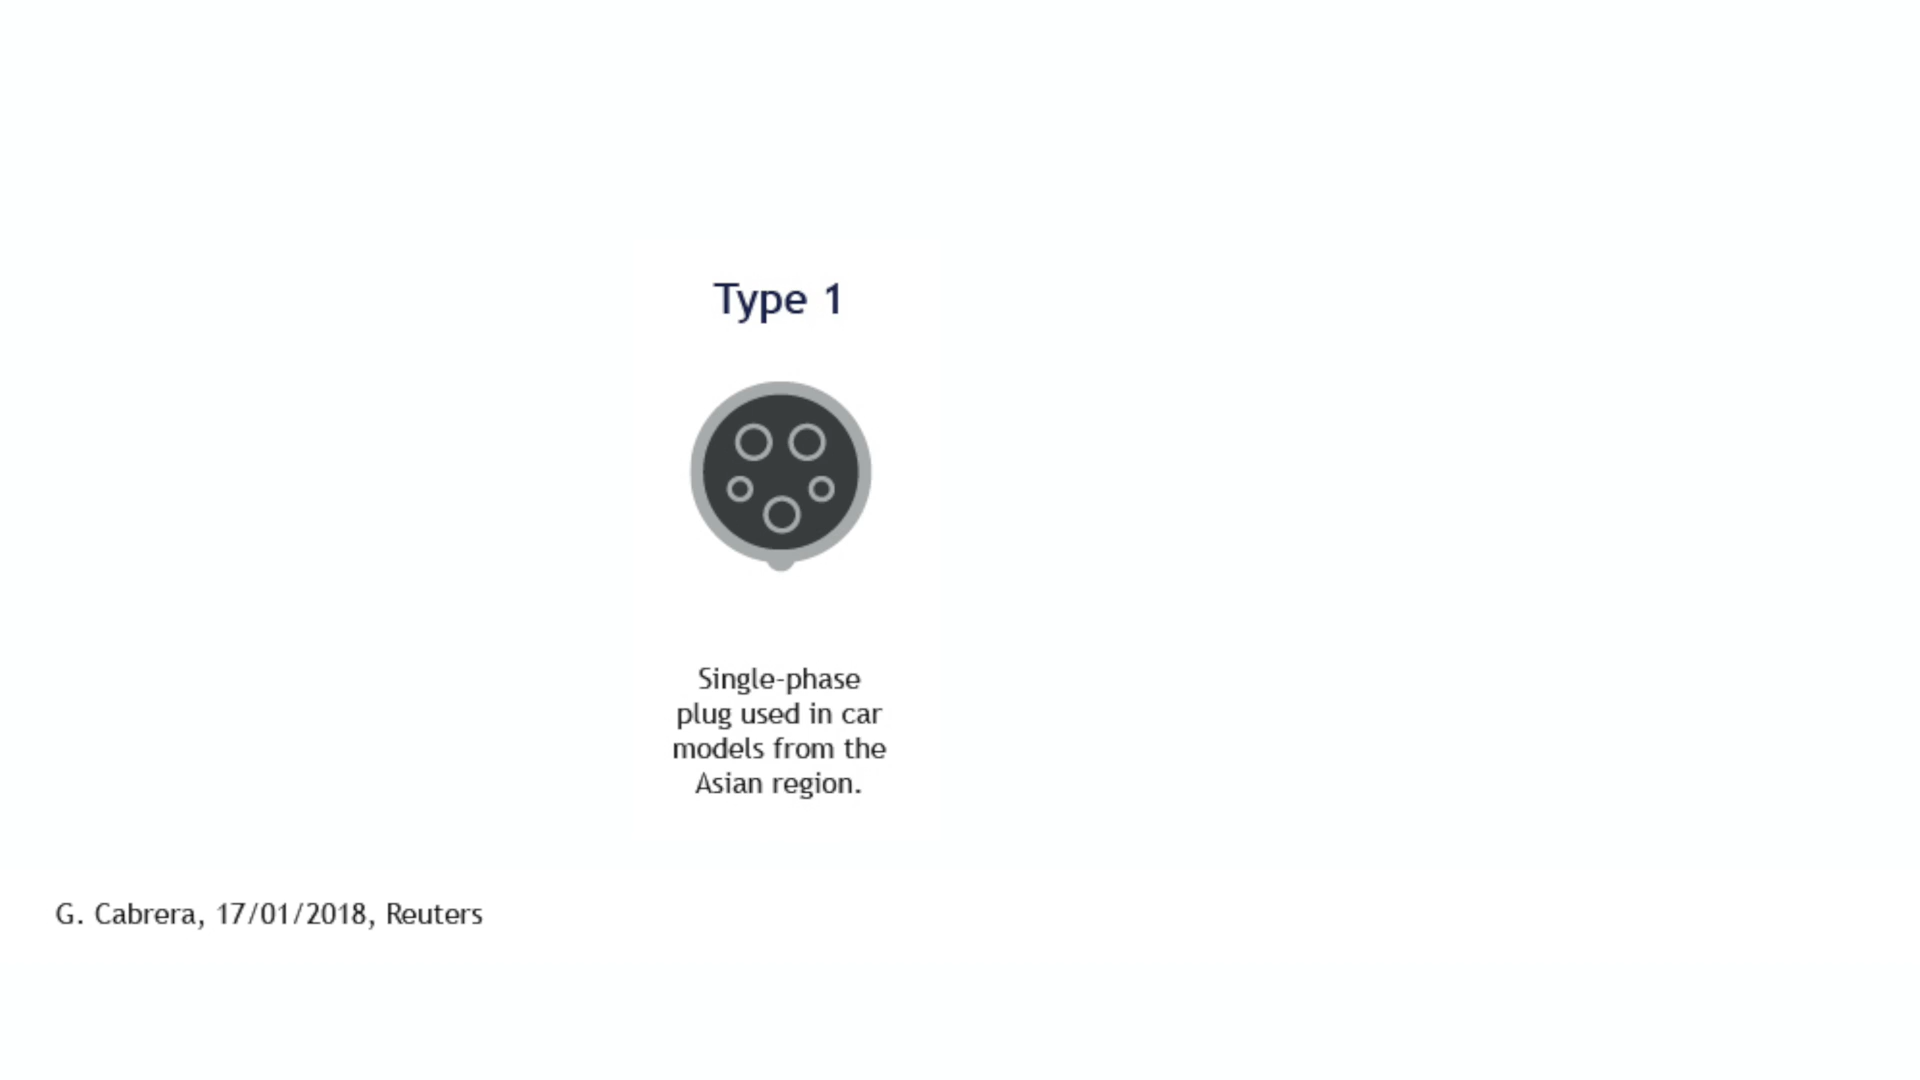 Type 1
Single-phase
plug used in car
models from the
Asian region.
G. Cabrera, 17/01/2018, Reuters